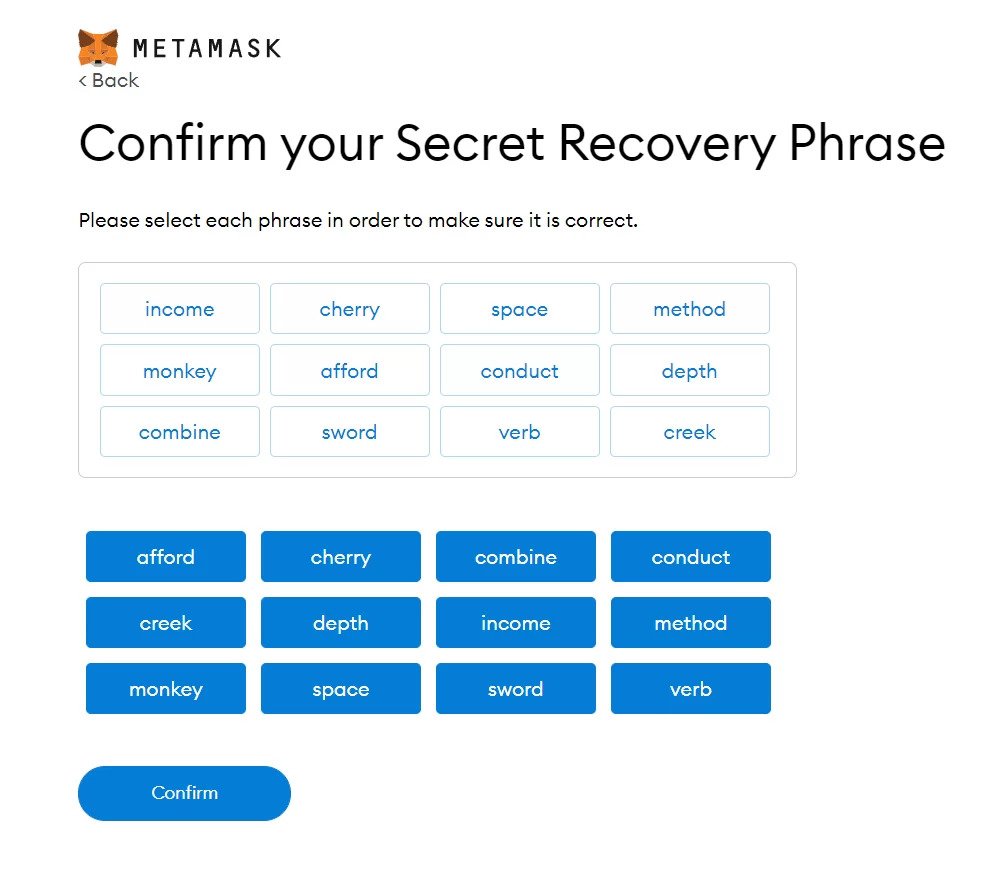 METAMASK
< Back
Confirm your Secret Recovery Phrase
Please select each phrase in order to make sure it is correct.
income cherry space method
monkey afford conduct depth
combine sword verb creek
afford cherry combine conduct
creek depth income method
monkey space sword verb
Confirm